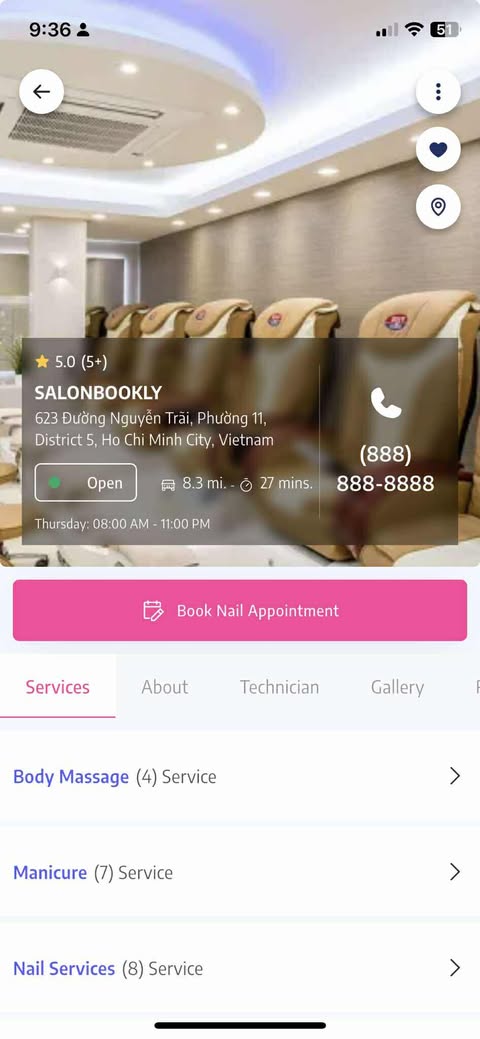 9:36
51
5.0 (5+)
SALONBOOKLY
623 Đường Nguyễn Trãi, Phường 11,
District 5, Ho Chi Minh City, Vietnam
(888)
888-8888
Open
8.3 mi. - 27 mins.
Thursday: 08:00 AM - 11:00 PM
Book Nail Appointment
Services About Technician Gallery
Body Massage (4) Service
Manicure (7) Service
Nail Services (8) Service